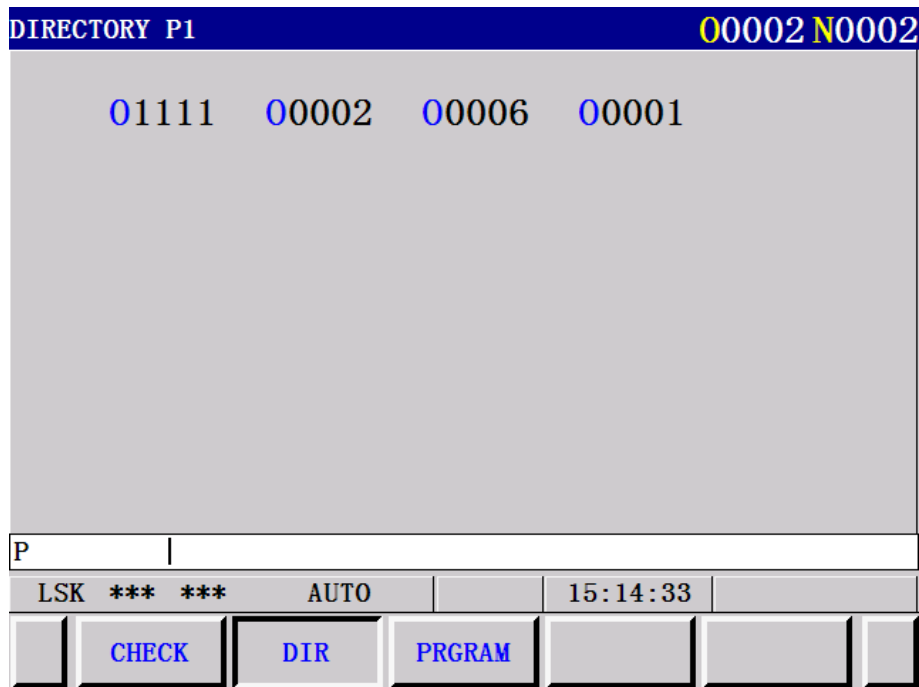 DIRECTORY P1 O0002 N0002
O1111 O0002 O0006 O0001
P
LSK *** *** AUTO 15:14:33
CHECK DIR PRGRAM